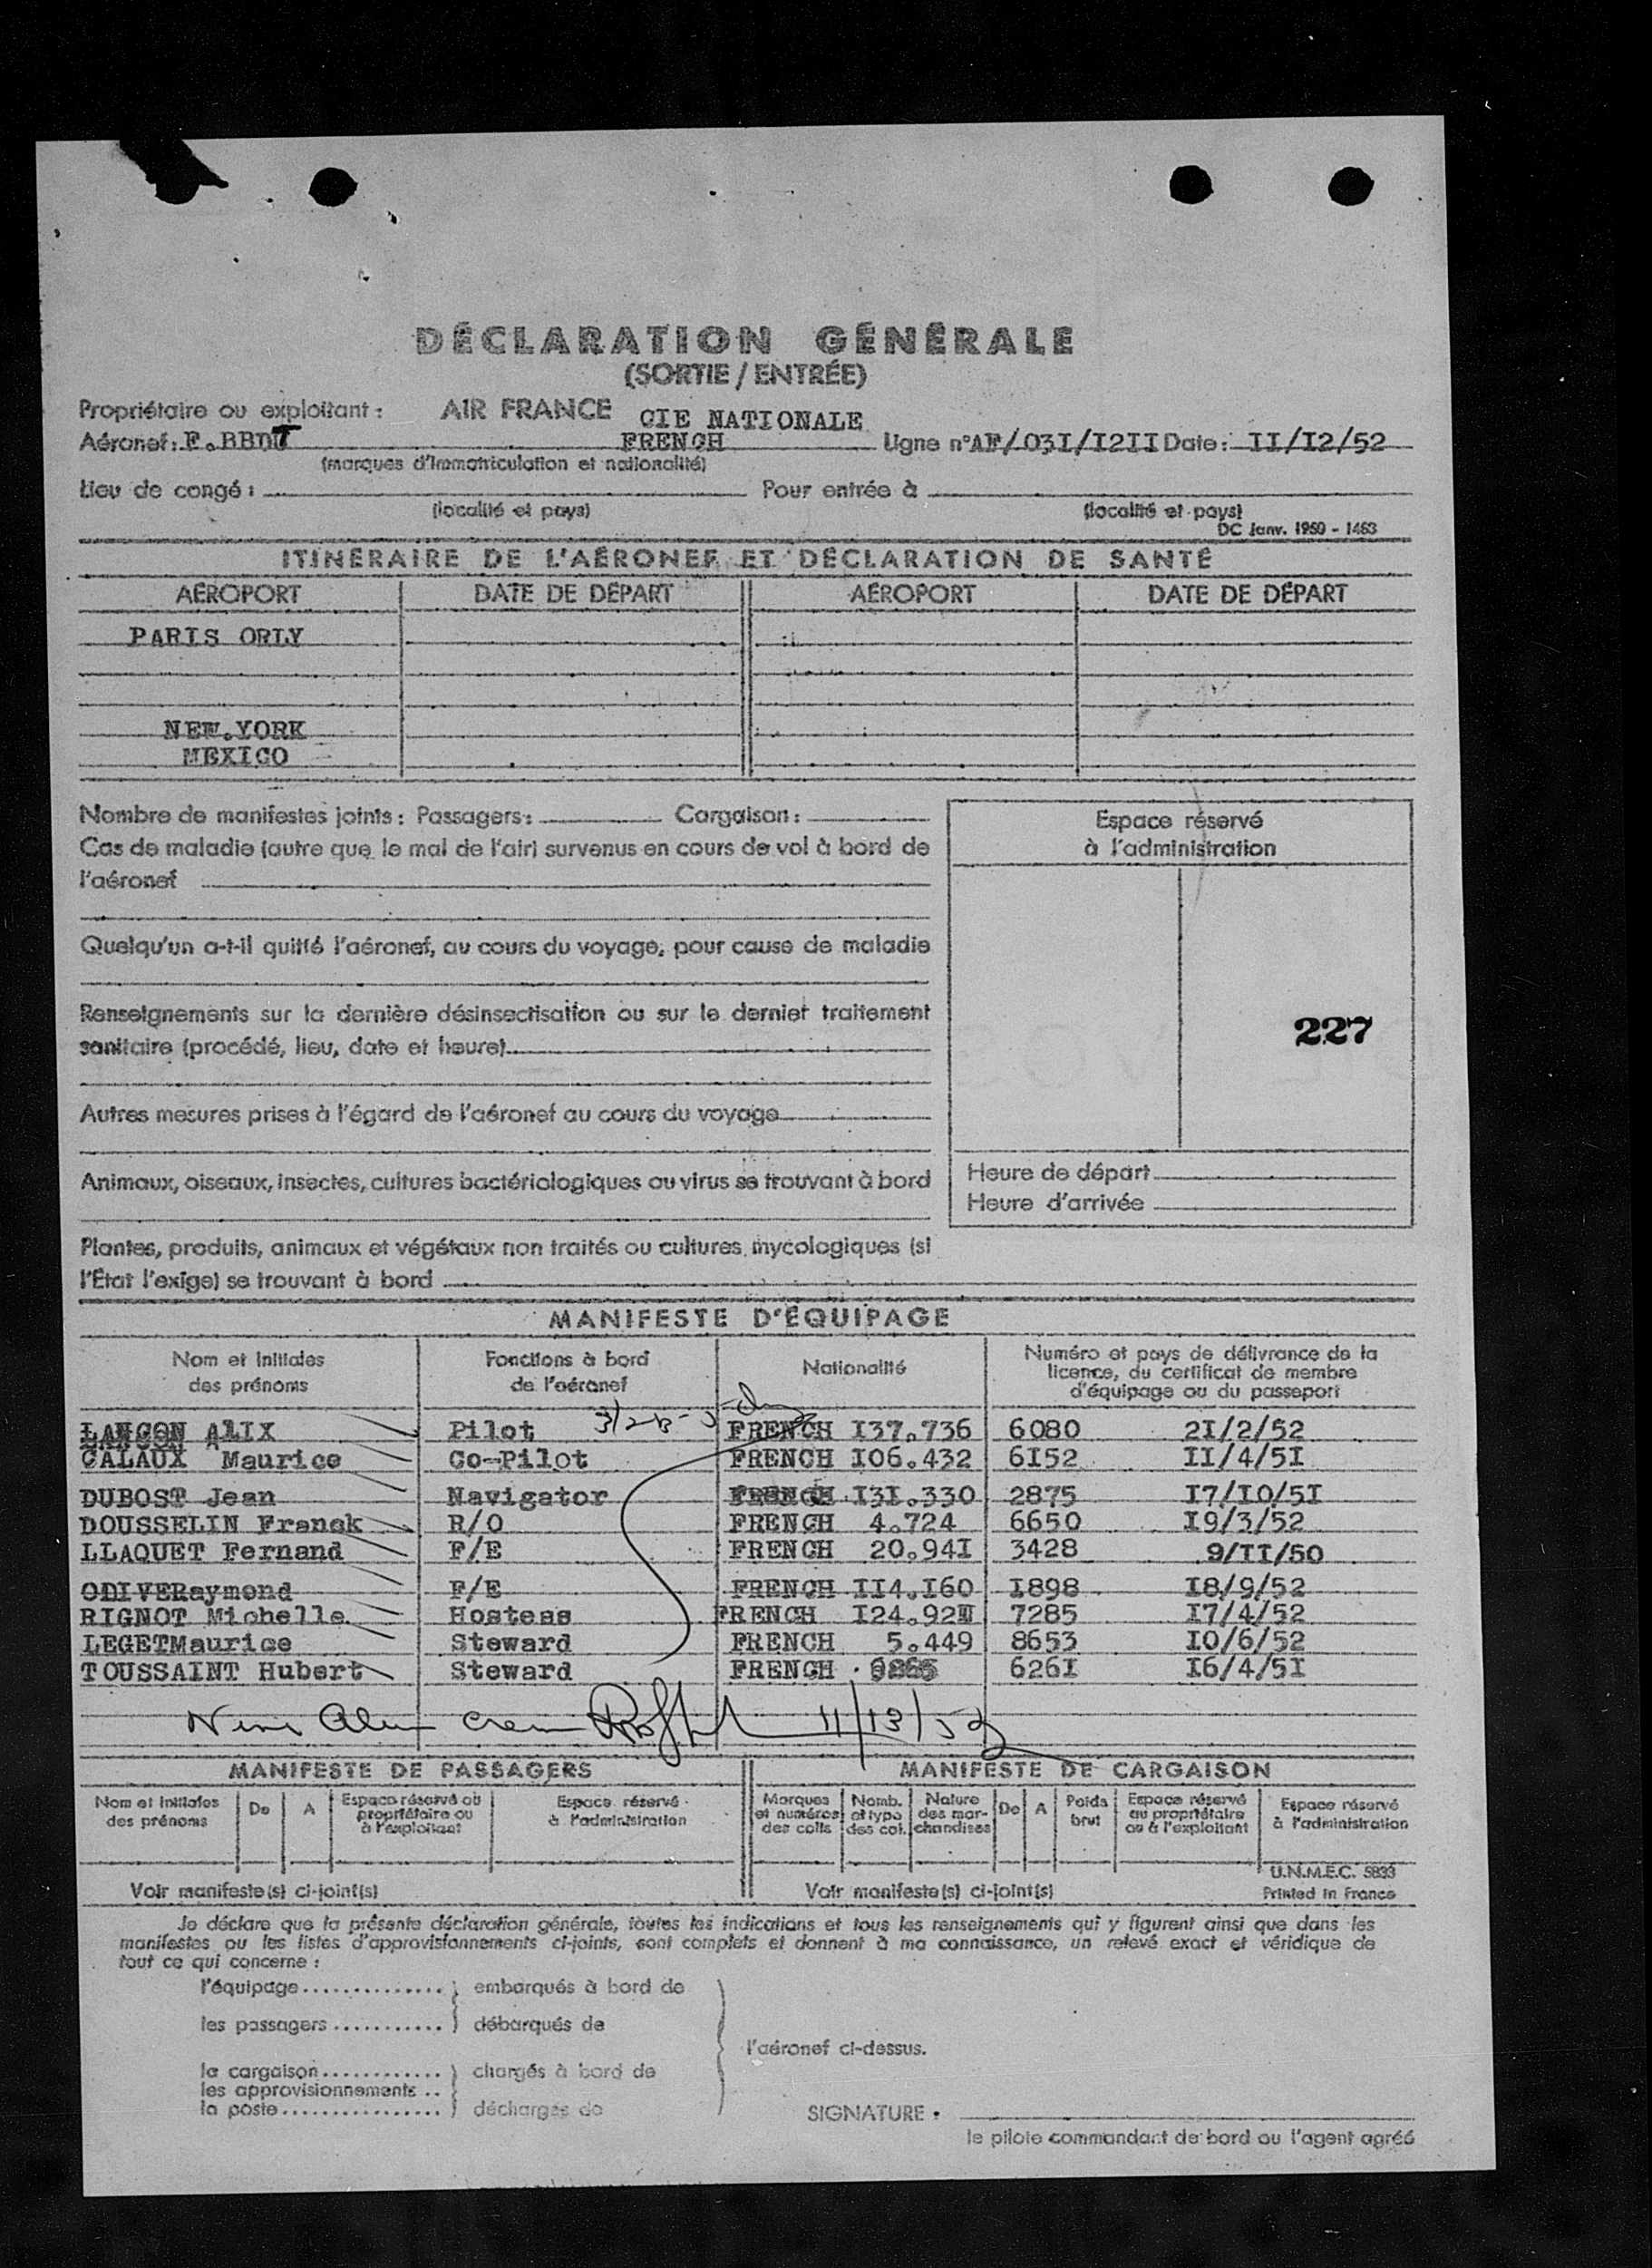 DÉCLARATION GÉNÉRALE
(SORTIE / ENTRÉE)
Propriétaire ou exploitant : AIR FRANCE CIE NATIONALE
Aéronef : F.BBDT FRENCH Ligne n° AF/03I/I2II Date : II/I2/52
(marques d'immatriculation et nationalité)
Lieu de congé : Pour entrée à
(localité et pays) (localité et pays)
DC Janv. 1950 - 1463
ITINÉRAIRE DE L'AÉRONEF ET DÉCLARATION DE SANTÉ
AÉROPORT DATE DE DÉPART AÉROPORT DATE DE DÉPART
PARIS ORLY
NEW.YORK
MEXICO
Nombre de manifestes joints : Passagers : Cargaison :
Cas de maladie (autre que le mal de l'air) survenus en cours de vol à bord de
l'aéronef
Quelqu'un a-t-il quitté l'aéronef, au cours du voyage, pour cause de maladie
Renseignements sur la dernière désinsectisation ou sur le dernier traitement
sanitaire (procédé, lieu, date et heure)
Autres mesures prises à l'égard de l'aéronef au cours du voyage
Animaux, oiseaux, insectes, cultures bactériologiques ou virus se trouvant à bord
Plantes, produits, animaux et végétaux non traités ou cultures mycologiques (si
l'État l'exige) se trouvant à bord
Espace réservé
à l'administration
227
Heure de départ
Heure d'arrivée
MANIFESTE D'ÉQUIPAGE
Nom et initiales des prénoms Fonctions à bord de l'aéronef Nationalité Numéro et pays de délivrance de la licence, du certificat de membre d'équipage ou du passeport
LANCON AlIX Pilot FRENCH I37.736 6080 2I/2/52
CALAUX Maurice Co-Pilot FRENCH I06.432 6I52 II/4/5I
DUBOST Jean Navigator FRENCH I3I.330 2875 I7/I0/5I
DOUSSELIN Franck R/O FRENCH 4.724 6650 I9/3/52
LLAQUET Fernand F/E FRENCH 20.94I 3428 9/II/50
ODIVERaymond F/E FRENCH II4.I60 I898 I8/9/52
RIGNOT Michelle Hostess FRENCH I24.92 7285 I7/4/52
LEGETMaurice Steward FRENCH 5.449 8653 I0/6/52
TOUSSAINT Hubert Steward FRENCH 626I I6/4/5I
Nine Alien Crew 11/13/52
MANIFESTE DE PASSAGERS MANIFESTE DE CARGAISON
Nom et initiales des prénoms De A Espace réservé au propriétaire ou à l'exploitant Espace réservé à l'administration Marques et numéros des colis Nomb. et type des col. Nature des marchandises De A Poids brut Espace réservé au propriétaire ou à l'exploitant Espace réservé à l'administration
Voir manifeste(s) ci-joint(s) Voir manifeste(s) ci-joint(s)
U.N.M.E.C. 5833
Printed in France
Je déclare que la présente déclaration générale, toutes les indications et tous les renseignements qui y figurent ainsi que dans les
manifestes ou les listes d'approvisionnements ci-joints, sont complets et donnent à ma connaissance, un relevé exact et véridique de
tout ce qui concerne :
l'équipage.............. embarqués à bord de
les passagers ........... débarqués de
l'aéronef ci-dessus.
la cargaison............ chargés à bord de
les approvisionnements ..
la poste................ déchargés de
SIGNATURE :
le pilote commandant de bord ou l'agent agréé